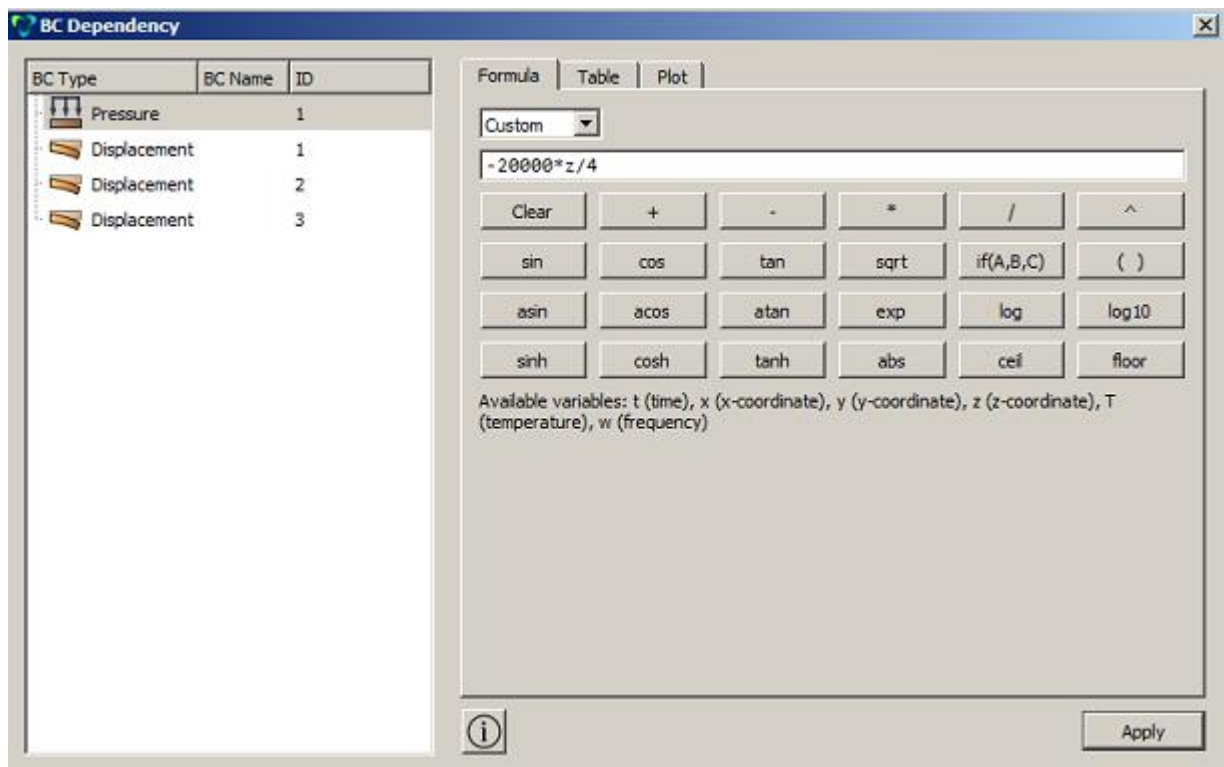 BC Dependency
BC Type BC Name ID
Pressure 1
Displacement 1
Displacement 2
Displacement 3
Formula Table Plot
Custom
-20000*z/4
Clear + - * / ^
sin cos tan sqrt if(A,B,C) ( )
asin acos atan exp log log10
sinh cosh tanh abs ceil floor
Available variables: t (time), x (x-coordinate), y (y-coordinate), z (z-coordinate), T
(temperature), w (frequency)
Apply